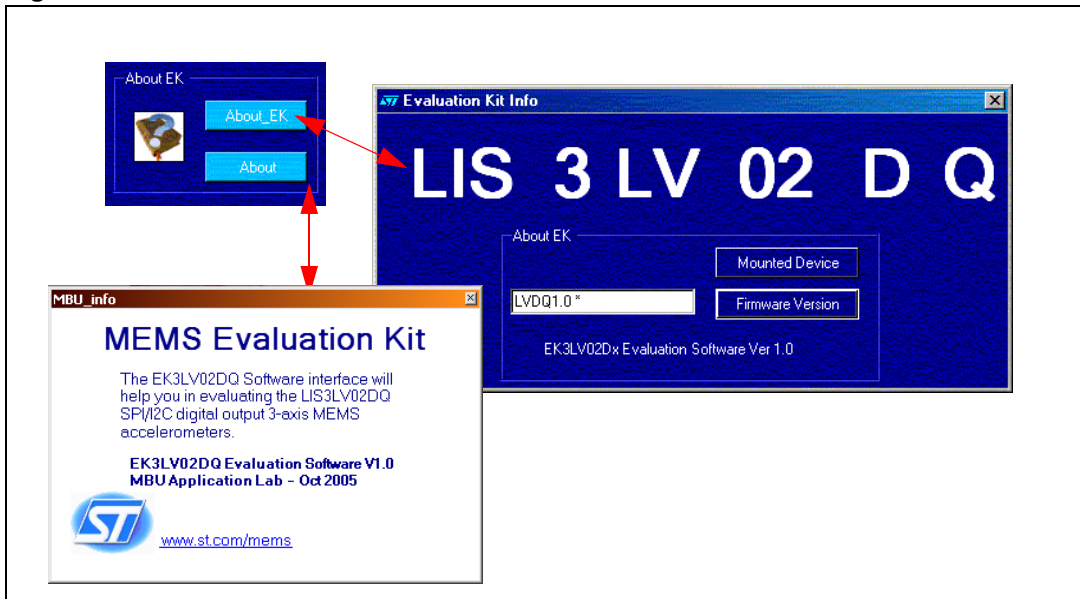 About EK
About_EK
About
Evaluation Kit Info
LIS 3 LV 02 D Q
About EK
Mounted Device
LVDQ1.0 *
Firmware Version
EK3LV02Dx Evaluation Software Ver 1.0
MBU_info
MEMS Evaluation Kit
The EK3LV02DQ Software interface will
help you in evaluating the LIS3LV02DQ
SPI/I2C digital output 3-axis MEMS
accelerometers.
EK3LV02DQ Evaluation Software V1.0
MBU Application Lab - Oct 2005
ST
www.st.com/mems